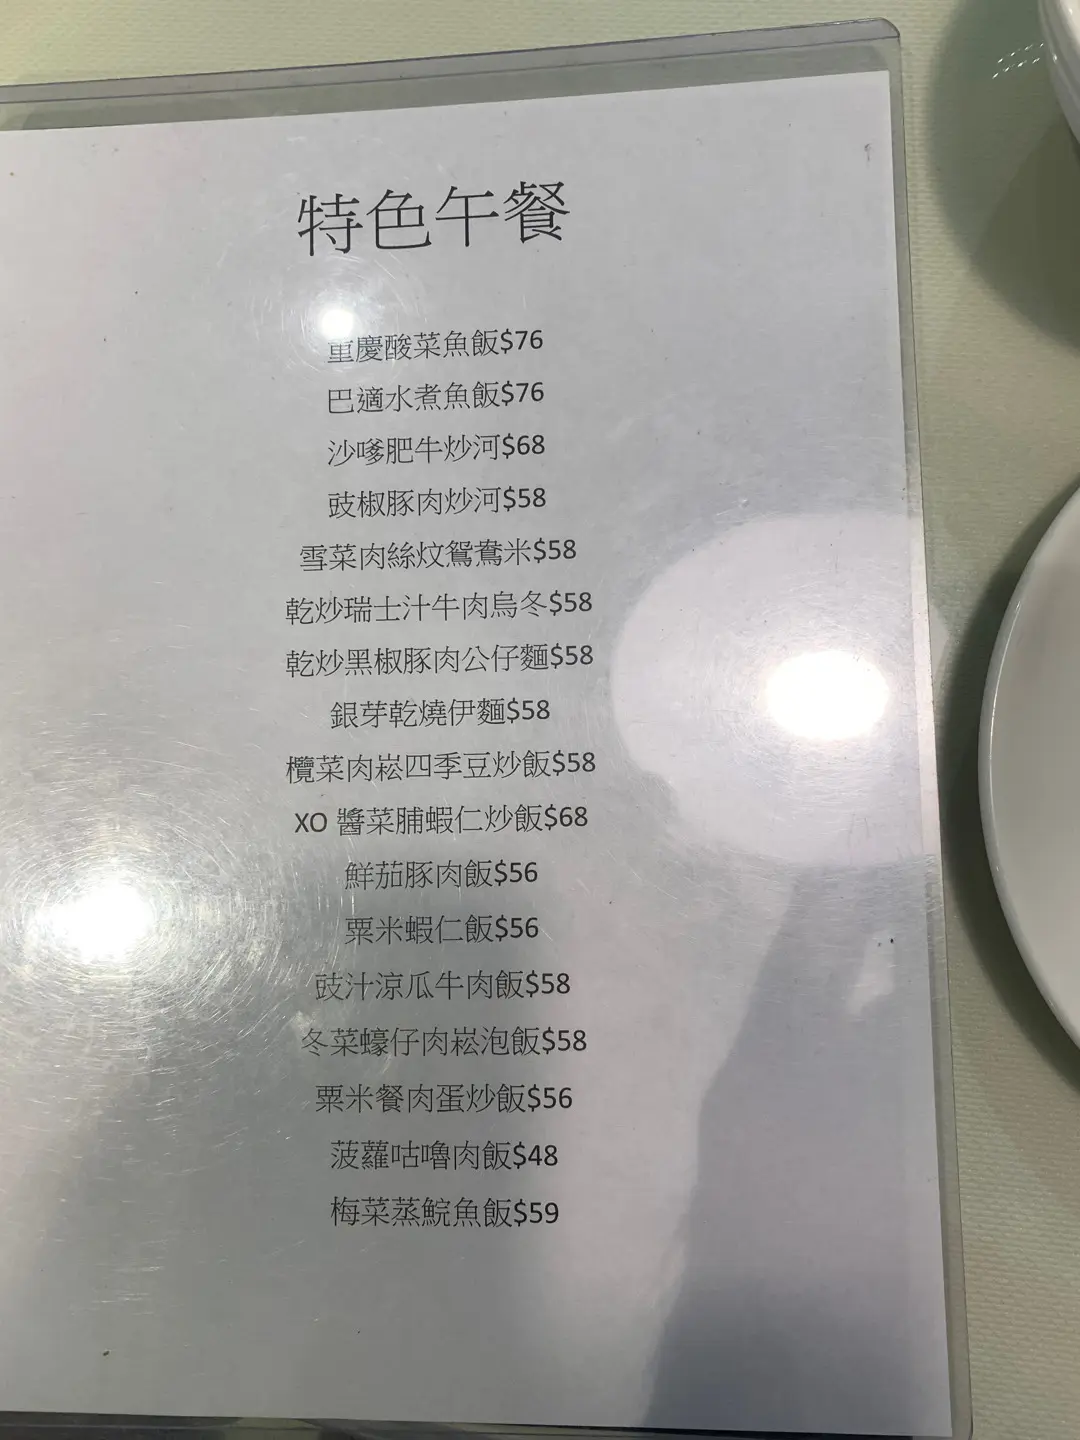 特色午餐
重慶酸菜魚飯$76
巴適水煮魚飯$76
沙嗲肥牛炒河$68
豉椒豚肉炒河$58
雪菜肉絲炆鴛鴦米$58
乾炒瑞士汁牛肉烏冬$58
乾炒黑椒豚肉公仔麵$58
銀芽乾燒伊麵$58
欖菜肉崧四季豆炒飯$58
XO 醬菜脯蝦仁炒飯$68
鮮茄豚肉飯$56
粟米蝦仁飯$56
豉汁涼瓜牛肉飯$58
冬菜蠔仔肉崧泡飯$58
粟米餐肉蛋炒飯$56
菠蘿咕嚕肉飯$48
梅菜蒸鯇魚飯$59